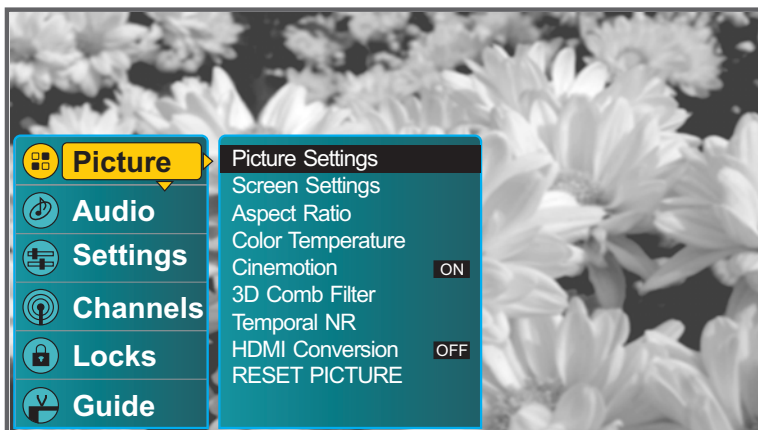 Picture
Audio
Settings
Channels
Locks
Guide
Picture Settings
Screen Settings
Aspect Ratio
Color Temperature
Cinemotion ON
3D Comb Filter
Temporal NR
HDMI Conversion OFF
RESET PICTURE